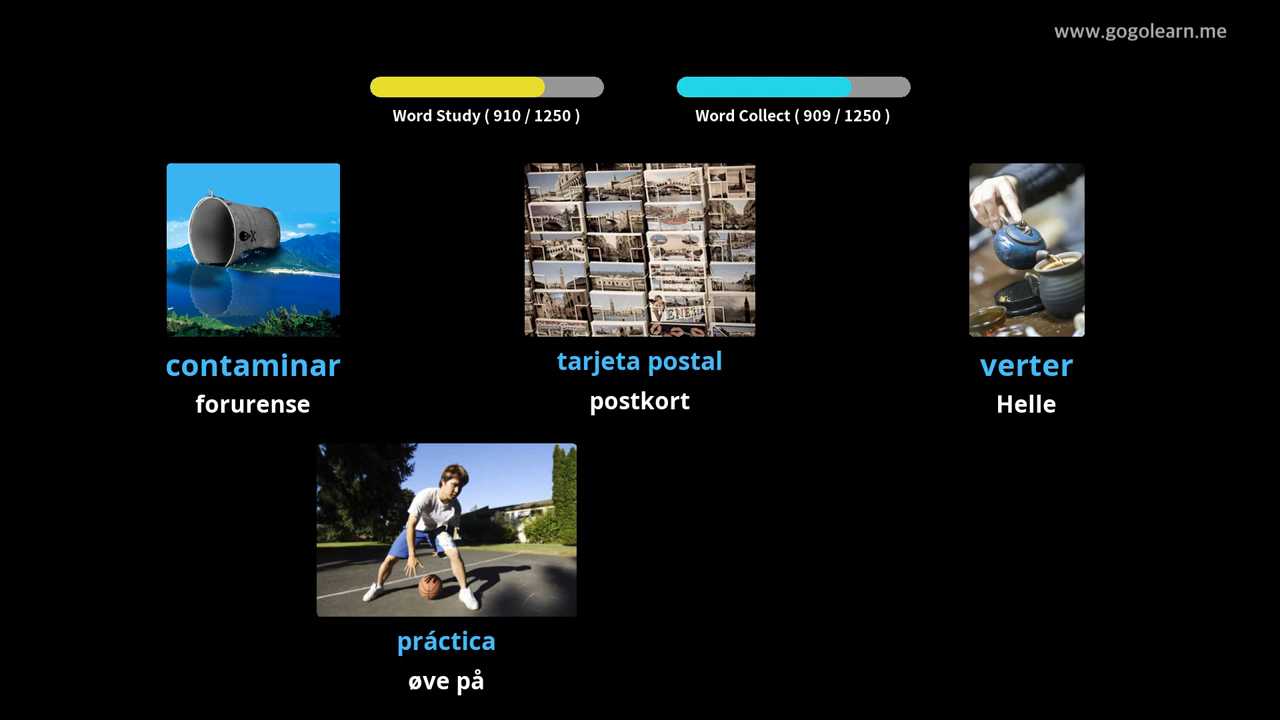 www.gogolearn.me
Word Study ( 910 / 1250 )
Word Collect ( 909 / 1250 )
contaminar
forurense
tarjeta postal
postkort
verter
Helle
práctica
øve på